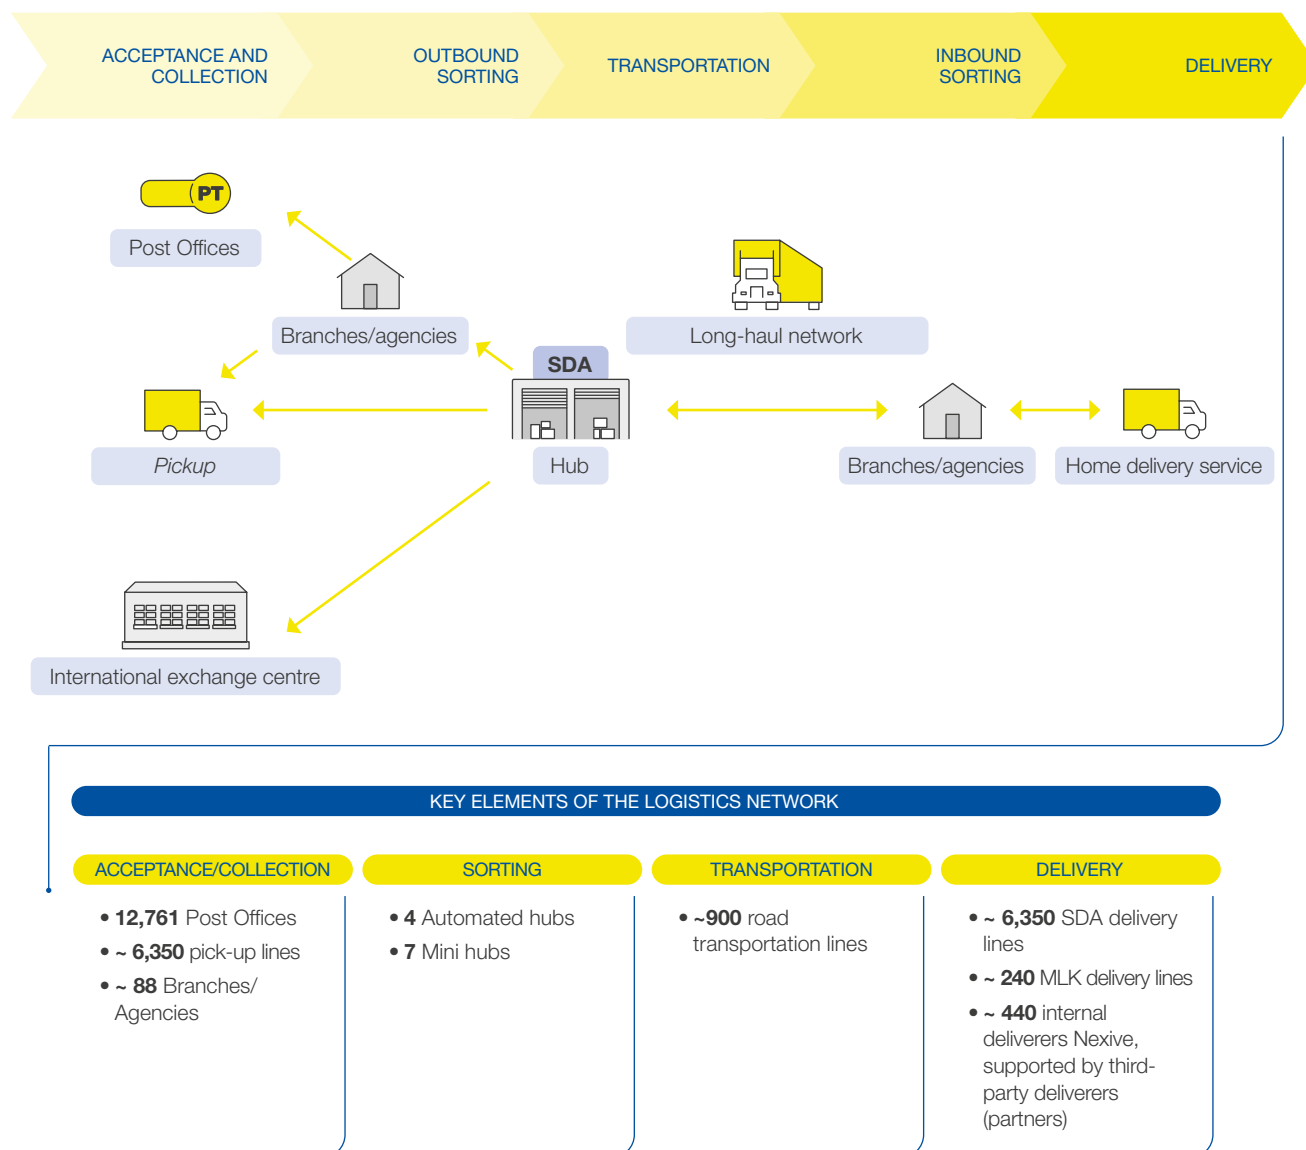 ACCEPTANCE AND
COLLECTION
OUTBOUND
SORTING
TRANSPORTATION
INBOUND
SORTING
DELIVERY
PT
Post Offices
Branches/agencies
Long-haul network
SDA
Pickup
Hub
Branches/agencies
Home delivery service
International exchange centre
KEY ELEMENTS OF THE LOGISTICS NETWORK
ACCEPTANCE/COLLECTION
• 12,761 Post Offices
• ~ 6,350 pick-up lines
• ~ 88 Branches/
Agencies
SORTING
• 4 Automated hubs
• 7 Mini hubs
TRANSPORTATION
• ~900 road
transportation lines
DELIVERY
• ~ 6,350 SDA delivery
lines
• ~ 240 MLK delivery lines
• ~ 440 internal
deliverers Nexive,
supported by third-
party deliverers
(partners)